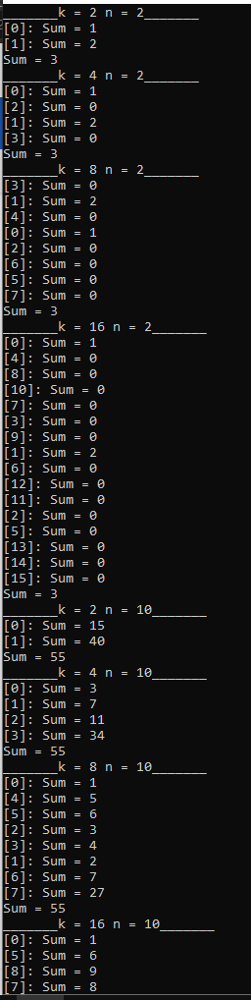 _______k = 2 n = 2_______
[0]: Sum = 1
[1]: Sum = 2
Sum = 3
_______k = 4 n = 2_______
[0]: Sum = 1
[2]: Sum = 0
[1]: Sum = 2
[3]: Sum = 0
Sum = 3
_______k = 8 n = 2_______
[3]: Sum = 0
[1]: Sum = 2
[4]: Sum = 0
[0]: Sum = 1
[2]: Sum = 0
[6]: Sum = 0
[5]: Sum = 0
[7]: Sum = 0
Sum = 3
_______k = 16 n = 2_______
[0]: Sum = 1
[4]: Sum = 0
[8]: Sum = 0
[10]: Sum = 0
[7]: Sum = 0
[3]: Sum = 0
[9]: Sum = 0
[1]: Sum = 2
[6]: Sum = 0
[12]: Sum = 0
[11]: Sum = 0
[2]: Sum = 0
[5]: Sum = 0
[13]: Sum = 0
[14]: Sum = 0
[15]: Sum = 0
Sum = 3
_______k = 2 n = 10_______
[0]: Sum = 15
[1]: Sum = 40
Sum = 55
_______k = 4 n = 10_______
[0]: Sum = 3
[1]: Sum = 7
[2]: Sum = 11
[3]: Sum = 34
Sum = 55
_______k = 8 n = 10_______
[0]: Sum = 1
[4]: Sum = 5
[5]: Sum = 6
[2]: Sum = 3
[3]: Sum = 4
[1]: Sum = 2
[6]: Sum = 7
[7]: Sum = 27
Sum = 55
_______k = 16 n = 10_______
[0]: Sum = 1
[5]: Sum = 6
[8]: Sum = 9
[7]: Sum = 8